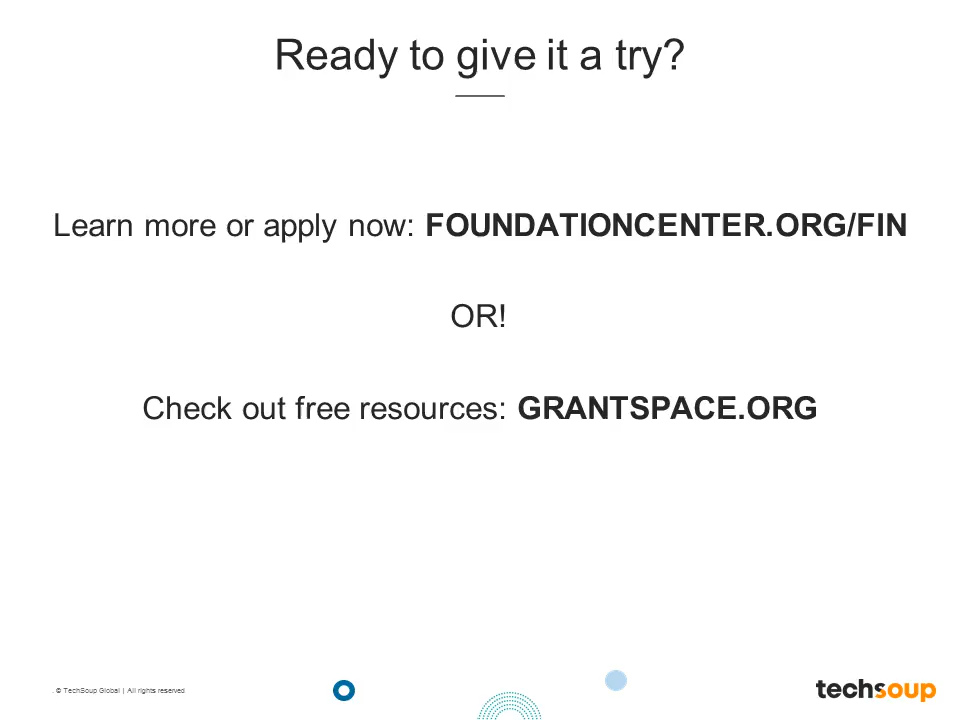 Ready to give it a try?
Learn more or apply now: FOUNDATIONCENTER.ORG/FIN
OR!
Check out free resources: GRANTSPACE.ORG
. © TechSoup Global | All rights reserved
techsoup